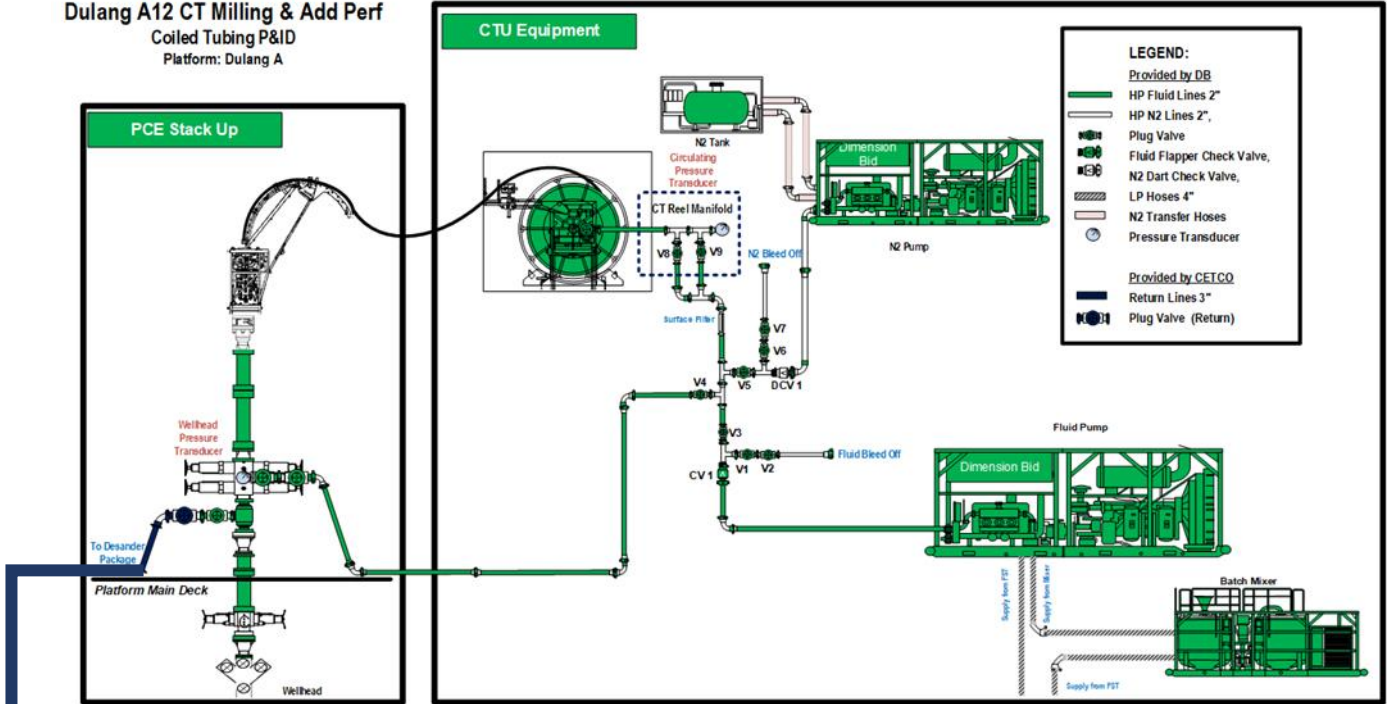 Dulang A12 CT Milling & Add Perf
Coiled Tubing P&ID
Platform: Dulang A
PCE Stack Up
Wellhead
Pressure
Transducer
To Desander
Package
Platform Main Deck
Wellhead
CTU Equipment
N2 Tank
Circulating
Pressure
Transducer
CT Reel Manifold
V8
V9
Surface Filter
N2 Bleed Off
V7
V6
V5
DCV 1
V4
V3
V1
V2
CV 1
Fluid Bleed Off
Dimension
Bid
N2 Pump
Fluid Pump
Dimension Bid
Supply from FST
Supply from Mixer
Batch Mixer
Supply from FST
LEGEND:
Provided by DB
HP Fluid Lines 2"
HP N2 Lines 2",
Plug Valve
Fluid Flapper Check Valve,
N2 Dart Check Valve,
LP Hoses 4"
N2 Transfer Hoses
Pressure Transducer
Provided by CETCO
Return Lines 3"
Plug Valve (Return)